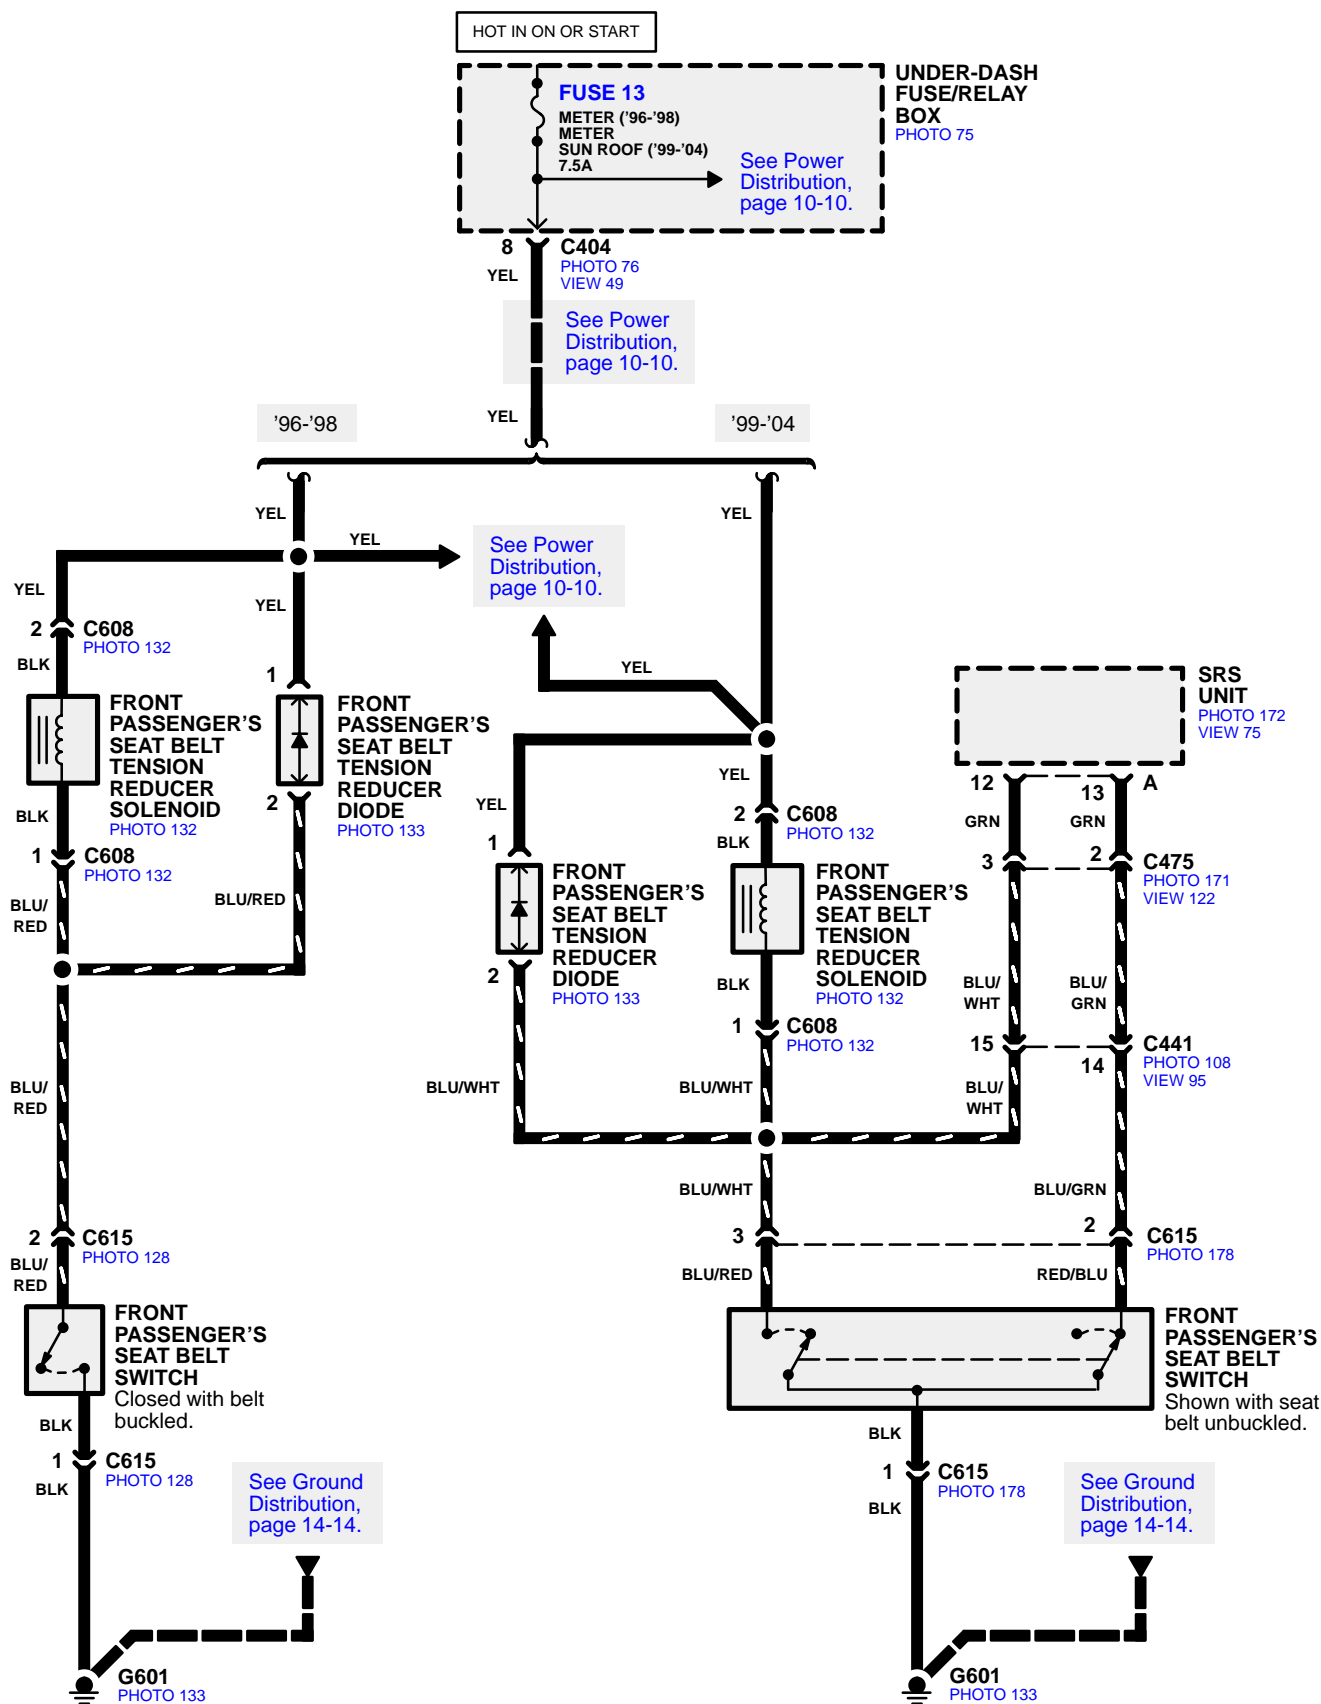 HOT IN ON OR START
UNDER-DASH
FUSE/RELAY
BOX
PHOTO 75
FUSE 13
METER ('96-'98)
METER
SUN ROOF ('99-'04)
7.5A
See Power
Distribution,
page 10-10.
8
C404
PHOTO 76
VIEW 49
YEL
See Power
Distribution,
page 10-10.
YEL
'96-'98
'99-'04
YEL
YEL
YEL
See Power
Distribution,
page 10-10.
YEL
YEL
2
C608
PHOTO 132
BLK
YEL
1
FRONT
PASSENGER'S
SEAT BELT
TENSION
REDUCER
SOLENOID
PHOTO 132
FRONT
PASSENGER'S
SEAT BELT
TENSION
REDUCER
DIODE
PHOTO 133
2
BLK
1
C608
PHOTO 132
BLU/
RED
BLU/RED
SRS
UNIT
PHOTO 172
VIEW 75
YEL
YEL
1
2
C608
PHOTO 132
BLK
12
13
A
GRN
GRN
3
2
C475
PHOTO 171
VIEW 122
FRONT
PASSENGER'S
SEAT BELT
TENSION
REDUCER
DIODE
PHOTO 133
2
FRONT
PASSENGER'S
SEAT BELT
TENSION
REDUCER
SOLENOID
PHOTO 132
BLK
1
C608
PHOTO 132
BLU/
WHT
BLU/
GRN
15
14
C441
PHOTO 108
VIEW 95
BLU/
RED
BLU/WHT
BLU/WHT
BLU/
WHT
BLU/WHT
BLU/GRN
2
C615
PHOTO 128
BLU/
RED
3
2
C615
PHOTO 178
BLU/RED
RED/BLU
FRONT
PASSENGER'S
SEAT BELT
SWITCH
Closed with belt
buckled.
FRONT
PASSENGER'S
SEAT BELT
SWITCH
Shown with seat
belt unbuckled.
BLK
1
C615
PHOTO 128
BLK
See Ground
Distribution,
page 14-14.
BLK
1
C615
PHOTO 178
BLK
See Ground
Distribution,
page 14-14.
G601
PHOTO 133
G601
PHOTO 133